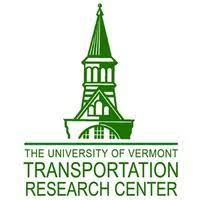 THE UNIVERSITY OF VERMONT
TRANSPORTATION
RESEARCH CENTER